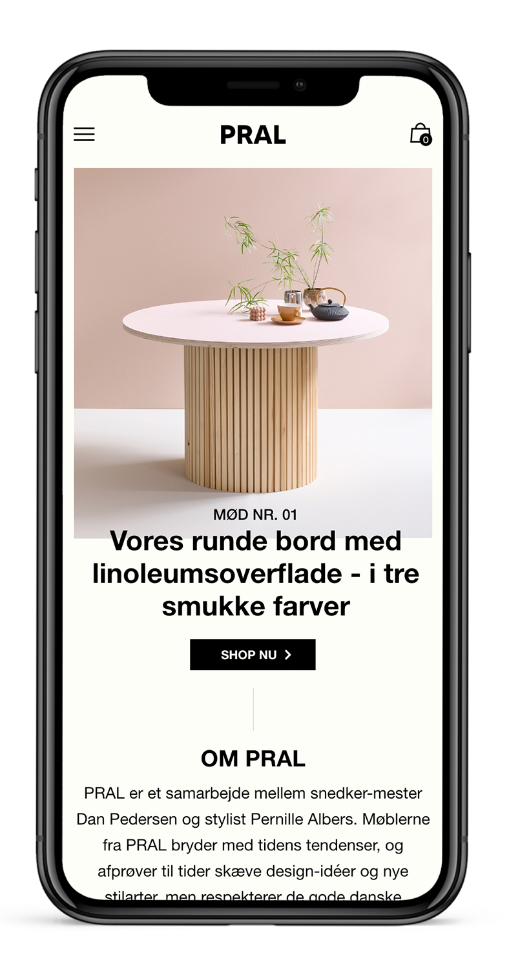 PRAL
0
MØD NR. 01
Vores runde bord med
linoleumsoverflade - i tre
smukke farver
SHOP NU
OM PRAL
PRAL er et samarbejde mellem snedker-mester
Dan Pedersen og stylist Pernille Albers. Møblerne
fra PRAL bryder med tidens tendenser, og
afprøver til tider skæve design-idéer og nye
stilarter, men respekterer de gode danske